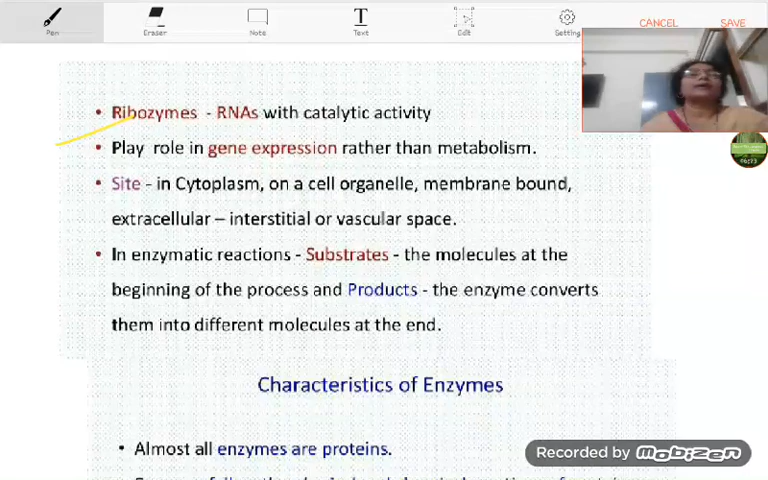 CANCEL SAVE
Pen Eraser Note Text Edit Setting
• Ribozymes - RNAs with catalytic activity
• Play role in gene expression rather than metabolism.
• Site - in Cytoplasm, on a cell organelle, membrane bound,
extracellular – interstitial or vascular space.
• In enzymatic reactions - Substrates - the molecules at the
beginning of the process and Products - the enzyme converts
them into different molecules at the end.
Characteristics of Enzymes
• Almost all enzymes are proteins.
Recorded by mobizen